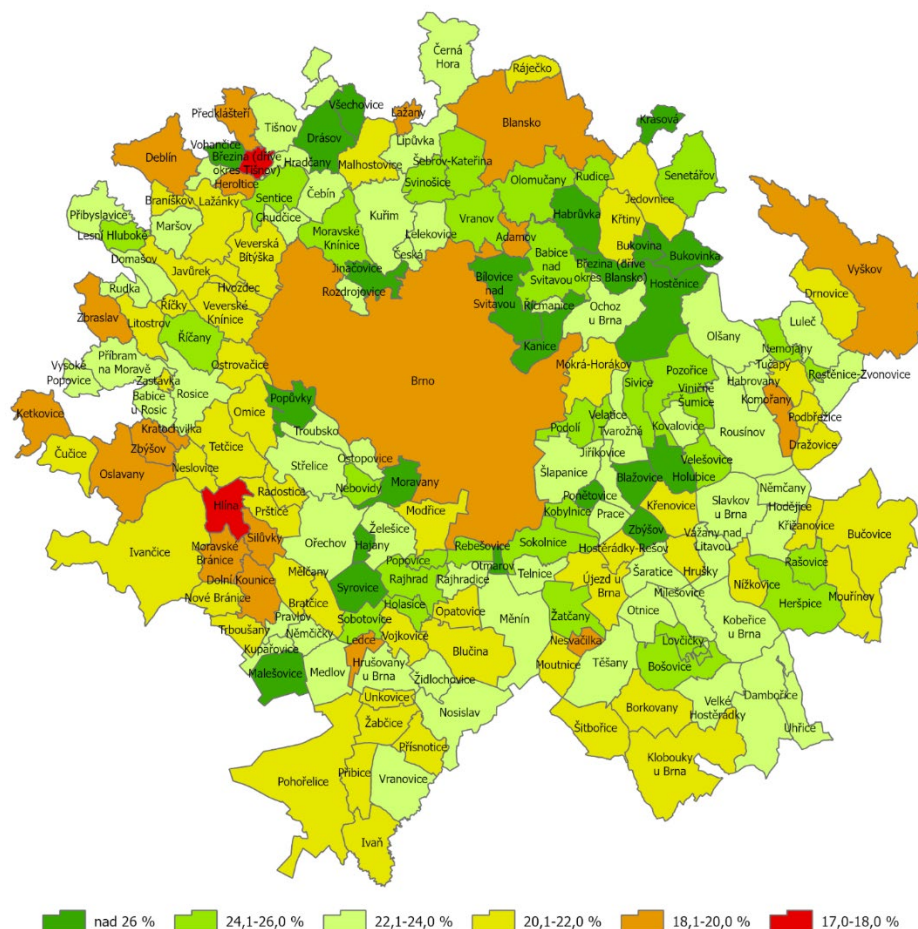 Černá
Hora
Ráječko
Všechovice
Předklášteří
Lažany
Krasová
Tišnov
Drásov
Blansko
Vohančice
Lipůvka
Deblín
Březina (dříve
okres Tišnov)
Hradčany
Malhostovice
Šebrov-Kateřina
Rudice
Senetářov
Heroltice
Olomučany
Braníškov
Lažánky
Sentice
Čebín
Svinošice
Jedovnice
Přibyslavice
Chudčice
Habrůvka
Maršov
Kuřim
Vranov
Křtiny
Lesní Hluboké
Veverská
Bítýška
Moravské
Knínice
Lelekovice
Adamov
Babice
nad
Svitavou
Bukovina
Bukovinka
Domašov
Javůrek
Jinačovice
Česká
Bílovice
nad
Svitavou
Březina (dříve
okres Blansko)
Vyškov
Rudka
Říčky
Hvozdec
Rozdrojovice
Hostěnice
Drnovice
Zbraslav
Litostrov
Veverské
Knínice
Řícmanice
Ochoz
u Brna
Luleč
Říčany
Olšany
Nemojany
Vysoké
Popovice
Příbram
na Moravě
Ostrovačice
Kanice
Mokrá-Horákov
Tučapy
Zastávka
Brno
Pozořice
Rostěnice-Zvonovice
Babice
u Rosic
Rosice
Popůvky
Sivice
Viničné
Šumice
Habrovany
Komořany
Ketkovice
Kratochvilka
Omice
Troubsko
Podolí
Velatice
Tvarožná
Kovalovice
Podbřežice
Zbýšov
Tetčice
Rousínov
Dražovice
Čučice
Oslavany
Neslovice
Střelice
Ostopovice
Jiříkovice
Velešovice
Šlapanice
Blažovice
Holubice
Nebovidy
Moravany
Němčany
Hlína
Radostice
Prštice
Ponětovice
Slavkov
u Brna
Hodějice
Modřice
Kobylnice
Prace
Křenovice
Ivančice
Silůvky
Ořechov
Želešice
Zbýšov
Vážany nad
Litavou
Křižanovice
Bučovice
Moravské
Bránice
Hajany
Rebešovice
Sokolnice
Hostěrádky
Rešov
Rašovice
Dolní Kounice
Mělčany
Popovice
Otmarov
Telnice
Šaratice
Hrušky
Nížkovice
Nové Bránice
Syrovice
Rajhrad
Rajhradice
Újezd u
Brna
Milešovice
Heršpice
Mouřínov
Bratčice
Holasice
Otnice
Pravlov
Sobotovice
Opatovice
Měnín
Žatčany
Kobeřice
u Brna
Trboušany
Němčičky
Vojkovice
Kupařovice
Ledce
Nesvačilka
Lovčičky
Malešovice
Medlov
Hrušovany
u Brna
Blučina
Moutnice
Těšany
Bošovice
Židlochovice
Dambořice
Unkovice
Nosislav
Borkovany
Velké
Hostěrádky
Žabčice
Šitbořice
Uhřice
Přísnotice
Klobouky
u Brna
Pohořelice
Přibice
Vranovice
Ivaň
nad 26 %
24,1-26,0 %
22,1-24,0 %
20,1-22,0 %
18,1-20,0 %
17,0-18,0 %